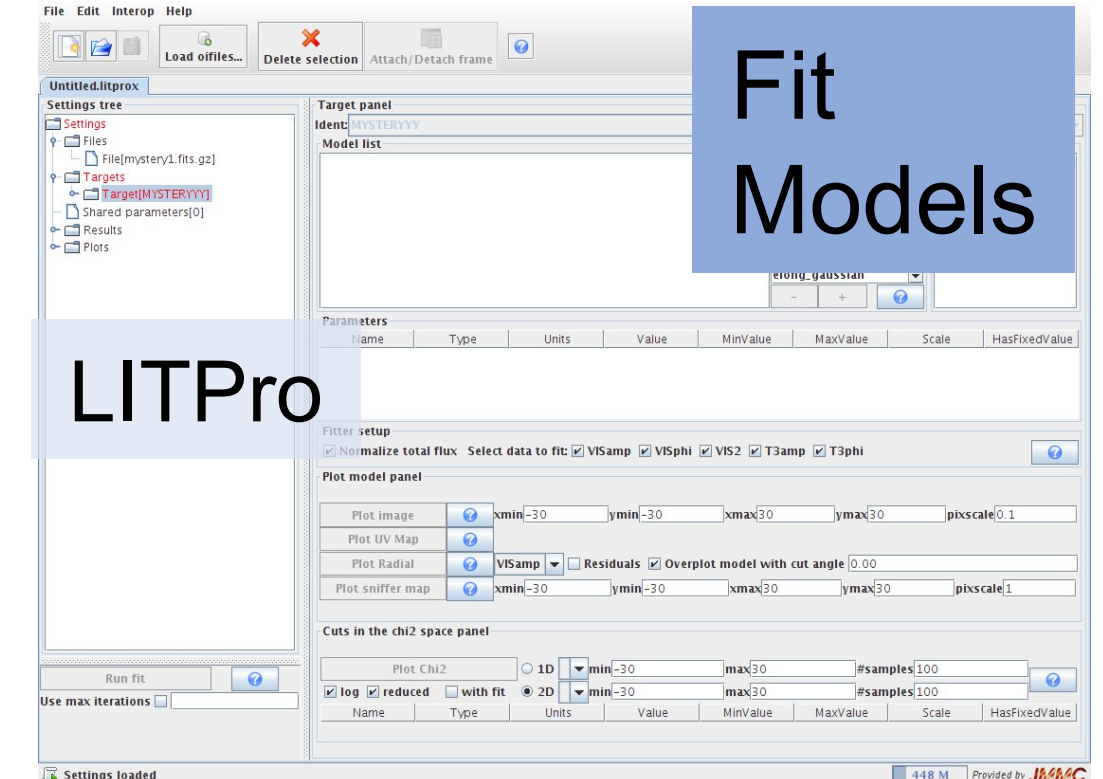 File Edit Interop Help
Load oifiles...
Delete selection
Attach/Detach frame
Fit
Models
LITPro
Untitled.litprox
Settings tree
Settings
Files
File[mystery1.fits.gz]
Targets
Target[MYSTERYYY]
Shared parameters[0]
Results
Plots
Run fit
Use max iterations
Target panel
Ident: MYSTERYYY
Model list
elong_gaussian
- +
Parameters
Name Type Units Value MinValue MaxValue Scale HasFixedValue
Fitter setup
Normalize total flux Select data to fit: VISamp VISphi VIS2 T3amp T3phi
Plot model panel
Plot image xmin -30 ymin -30 xmax 30 ymax 30 pixscale 0.1
Plot UV Map
Plot Radial VISamp Residuals Overplot model with cut angle 0.00
Plot sniffer map xmin -30 ymin -30 xmax 30 ymax 30 pixscale 1
Cuts in the chi2 space panel
Plot Chi2 1D min -30 max 30 #samples 100
log reduced with fit 2D min -30 max 30 #samples 100
Name Type Units Value MinValue MaxValue Scale HasFixedValue
Settings loaded
448 M Provided by JMMC